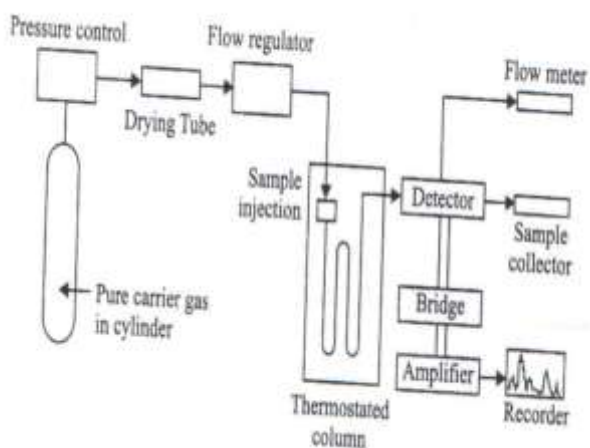 Pressure control
Flow regulator
Flow meter
Drying Tube
Sample
injection
Detector
Sample
collector
Pure carrier gas
in cylinder
Bridge
Amplifier
Recorder
Thermostated
column